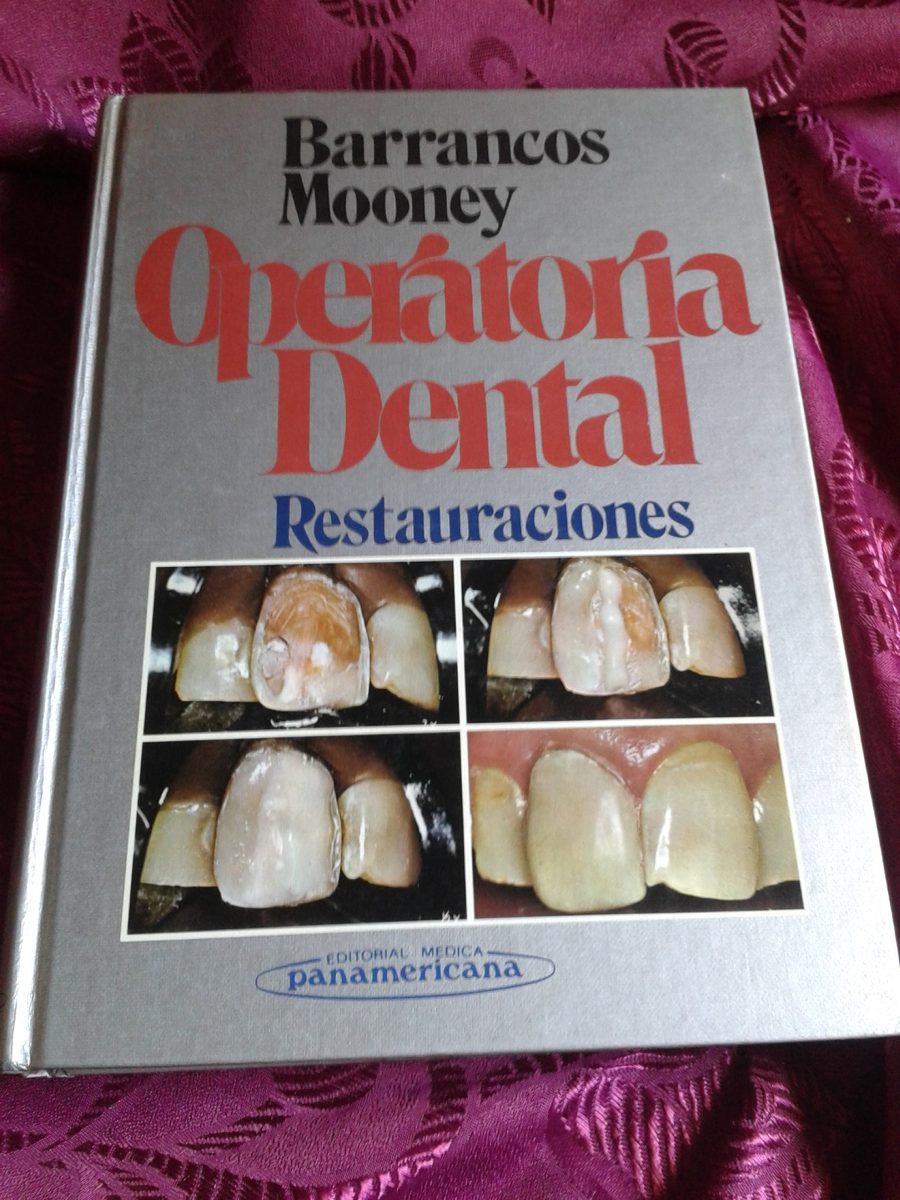 Barrancos
Mooney
Operatoria
Dental
Restauraciones
EDITORIAL MEDICA
panamericana